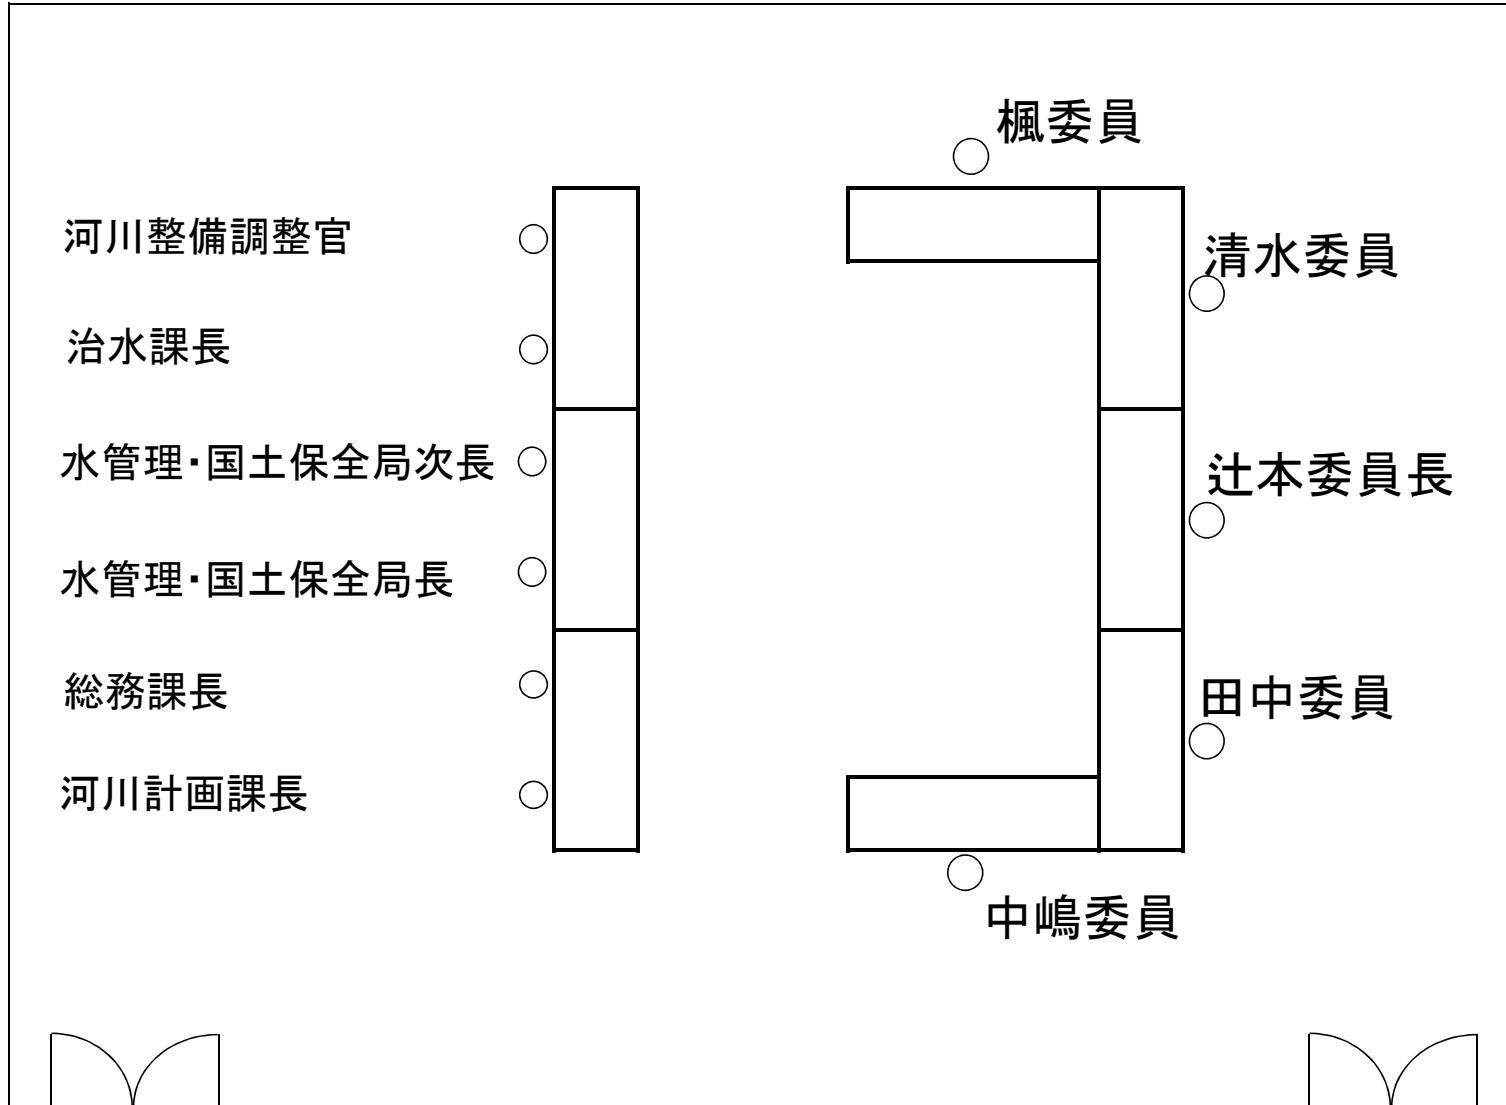 楓委員
河川整備調整官
清水委員
治水課長
水管理・国土保全局次長
辻本委員長
水管理・国土保全局長
総務課長
田中委員
河川計画課長
中嶋委員